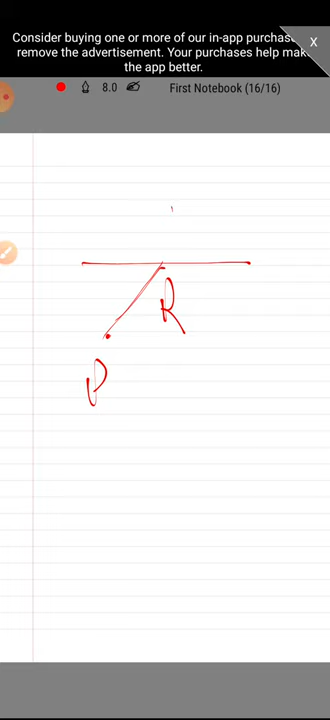 Consider buying one or more of our in-app purchas
remove the advertisement. Your purchases help mak
the app better.
X
8.0 First Notebook (16/16)
R
P